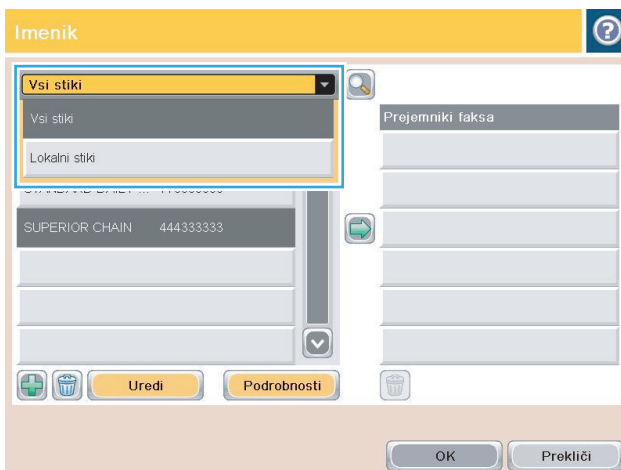 Imenik
?
Vsi stiki
Vsi stiki
Prejemniki faksa
Lokalni stiki
SUPERIOR CHAIN 444333333
Uredi
Podrobnosti
OK
Prekliči